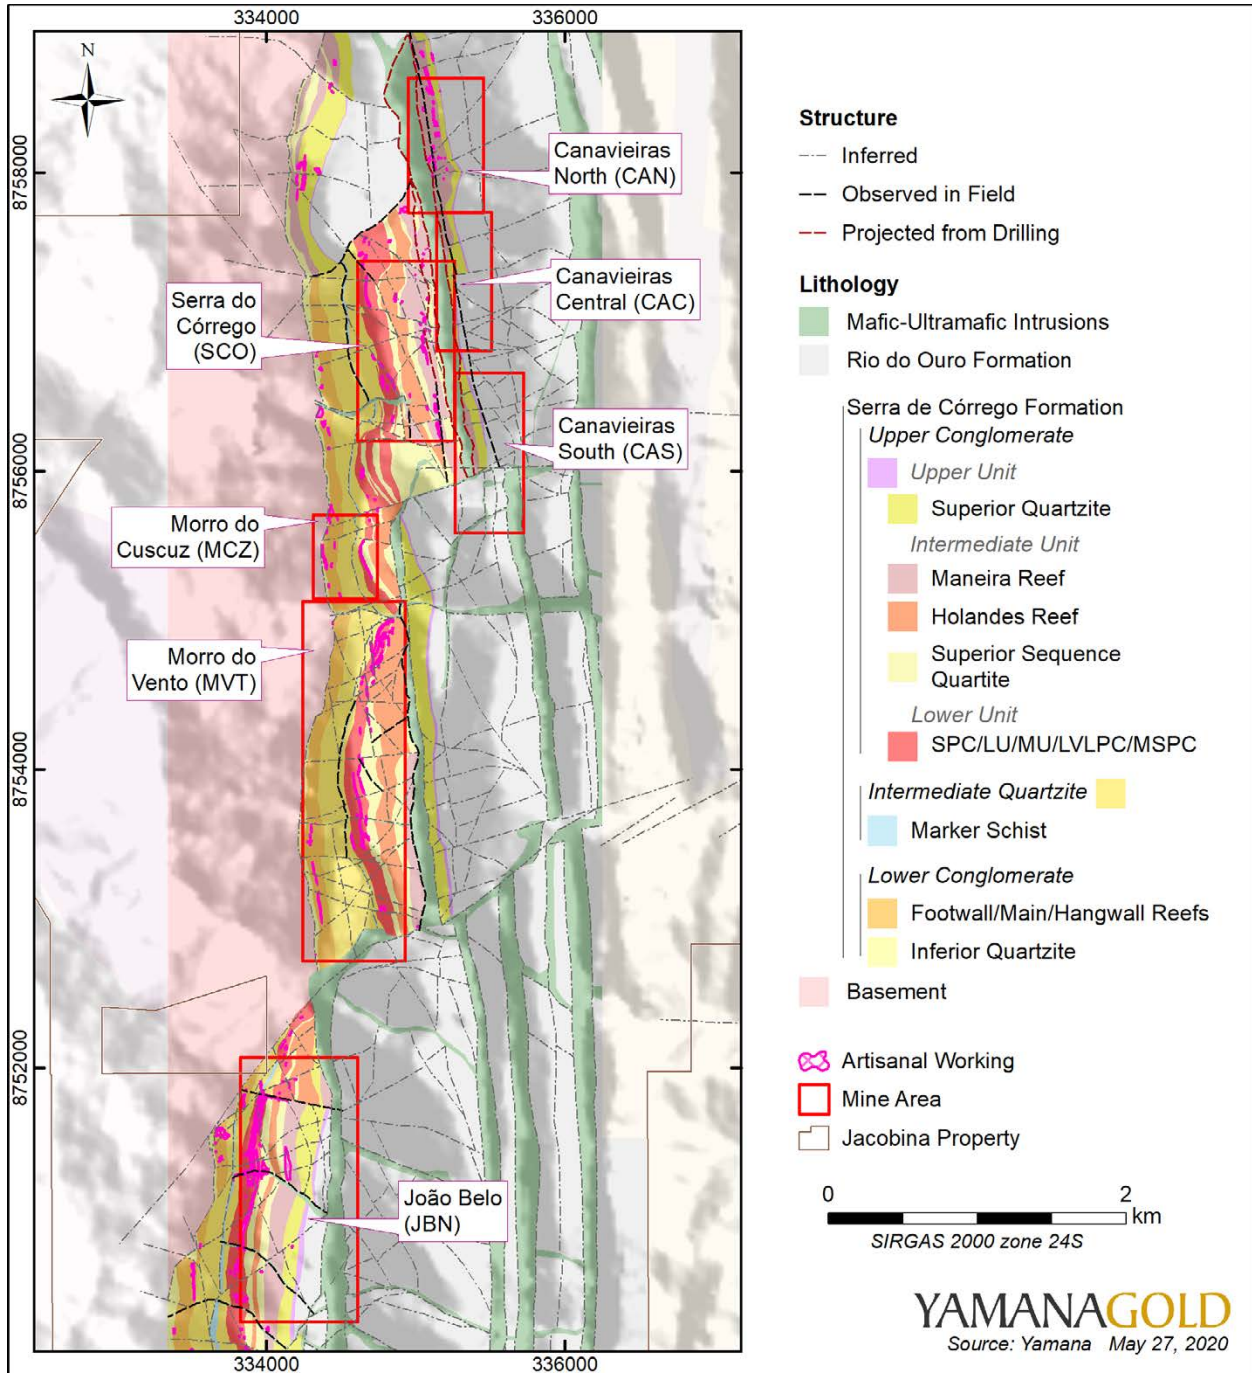 334000
336000
N
8758000
8756000
8754000
8752000
Canavieiras
North (CAN)
Canavieiras
Central (CAC)
Serra do
Córrego
(SCO)
Canavieiras
South (CAS)
Morro do
Cuscuz (MCZ)
Morro do
Vento (MVT)
João Belo
(JBN)
334000
336000
Structure
Inferred
Observed in Field
Projected from Drilling
Lithology
Mafic-Ultramafic Intrusions
Rio do Ouro Formation
Serra de Córrego Formation
Upper Conglomerate
Upper Unit
Superior Quartzite
Intermediate Unit
Maneira Reef
Holandes Reef
Superior Sequence
Quartite
Lower Unit
SPC/LU/MU/LVLPC/MSPC
Intermediate Quartzite
Marker Schist
Lower Conglomerate
Footwall/Main/Hangwall Reefs
Inferior Quartzite
Basement
Artisanal Working
Mine Area
Jacobina Property
0 2
km
SIRGAS 2000 zone 24S
YAMANAGOLD
Source: Yamana May 27, 2020